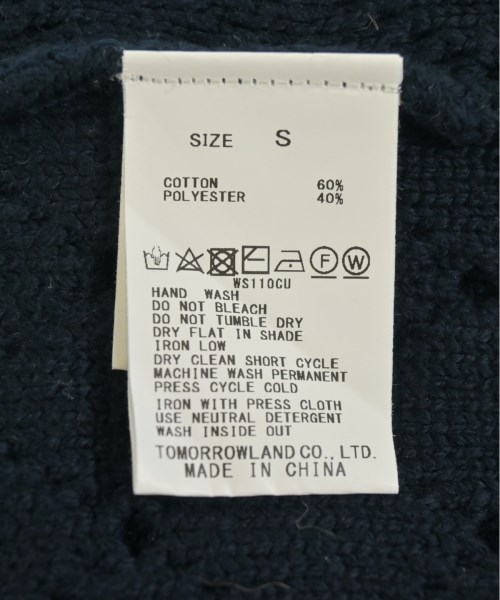 SIZE S
COTTON 60%
POLYESTER 40%
F W
WS110CU
HAND WASH
DO NOT BLEACH
DO NOT TUMBLE DRY
DRY FLAT IN SHADE
IRON LOW
DRY CLEAN SHORT CYCLE
MACHINE WASH PERMANENT
PRESS CYCLE COLD
IRON WITH PRESS CLOTH
USE NEUTRAL DETERGENT
WASH INSIDE OUT
TOMORROWLAND CO., LTD.
MADE IN CHINA